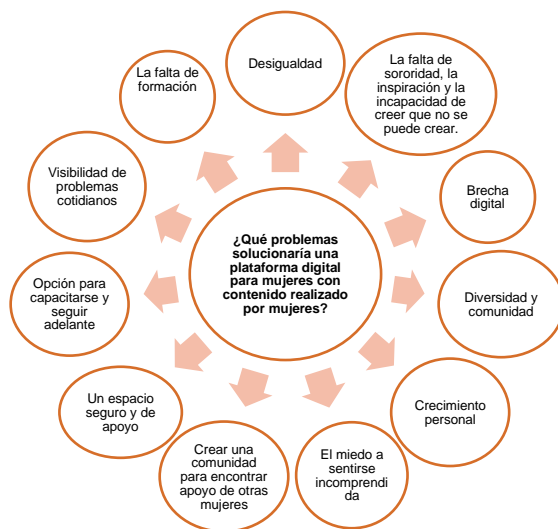 Desigualdad
La falta de
sororidad, la
inspiración y la
incapacidad de
creer que no se
puede crear.
Brecha
digital
Diversidad y
comunidad
Crecimiento
personal
El miedo a
sentirse
incomprendi
da
Crear una
comunidad
para encontrar
apoyo de otras
mujeres
Un espacio
seguro y de
apoyo
Opción para
capacitarse y
seguir
adelante
Visibilidad de
problemas
cotidianos
La falta de
formación
¿Qué problemas
solucionaría una
plataforma digital
para mujeres con
contenido realizado
por mujeres?